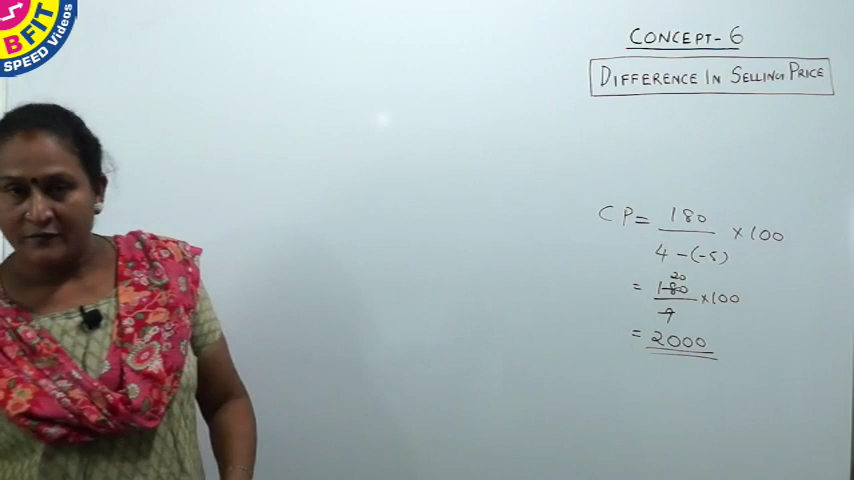 BFIT
SPEED Videos
CONCEPT-6
DIFFERENCE IN SELLING PRICE
CP = 180 / 4-(-5) ×100
= 180 20 / 9 ×100
= 2000